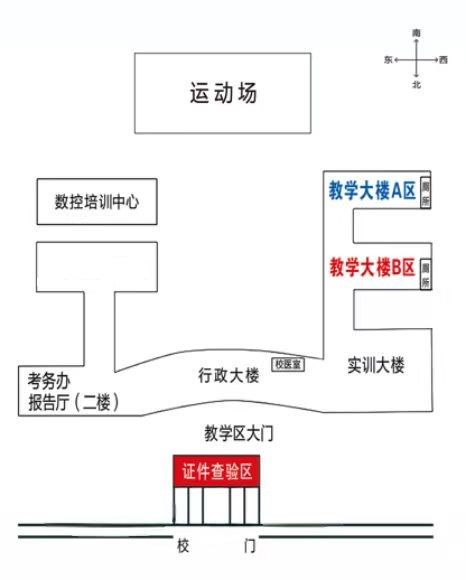 南
东 西
北
运动场
教学大楼A区
厕所
数控培训中心
教学大楼B区
厕所
校医室
行政大楼
实训大楼
考务办
报告厅（二楼）
教学区大门
证件查验区
校 门